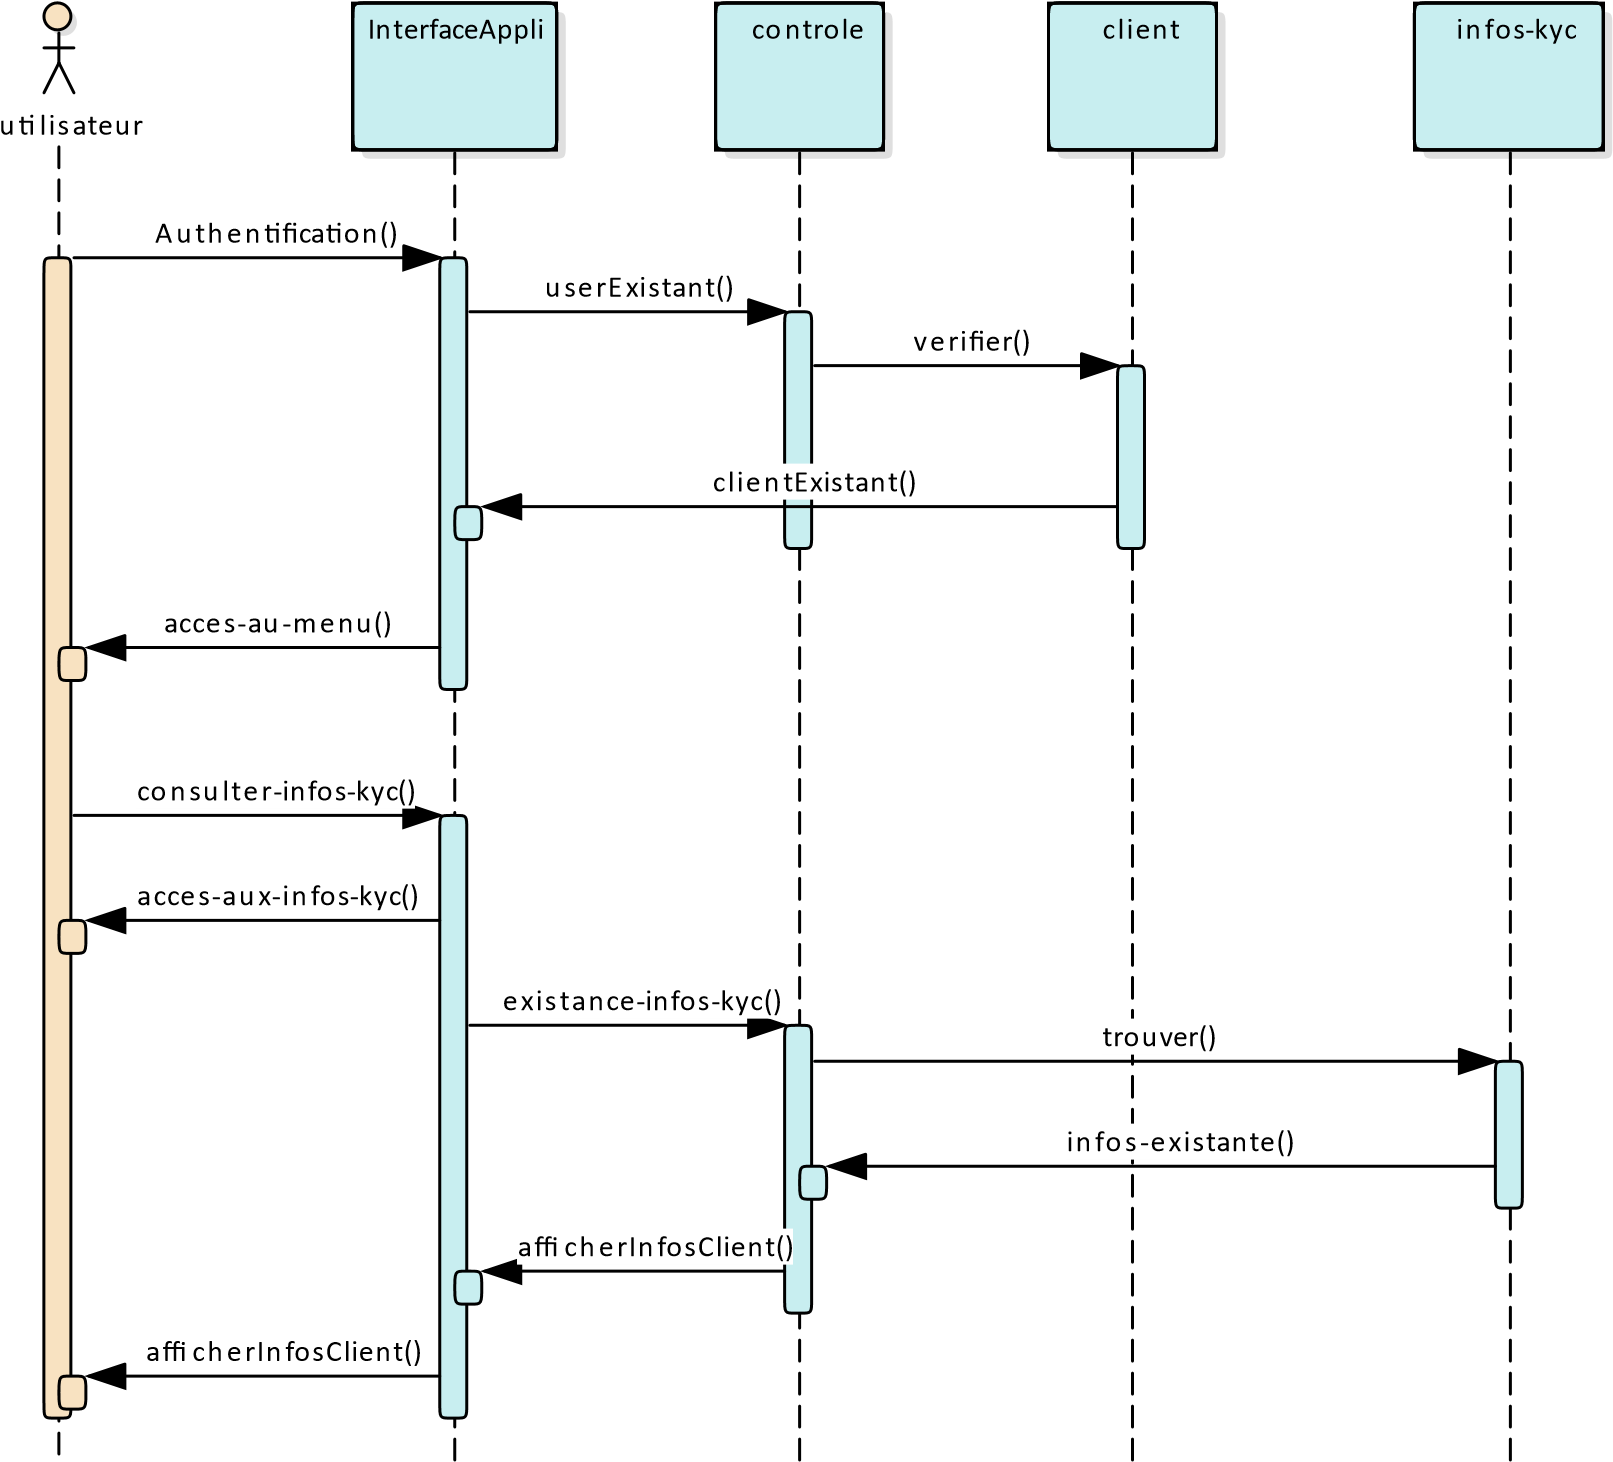 InterfaceAppli
controle
client
infos-kyc
utilisateur
Authentification()
userExistant()
verifier()
clientExistant()
acces-au-menu()
consulter-infos-kyc()
acces-aux-infos-kyc()
existance-infos-kyc()
trouver()
infos-existante()
afficherInfosClient()
afficherInfosClient()